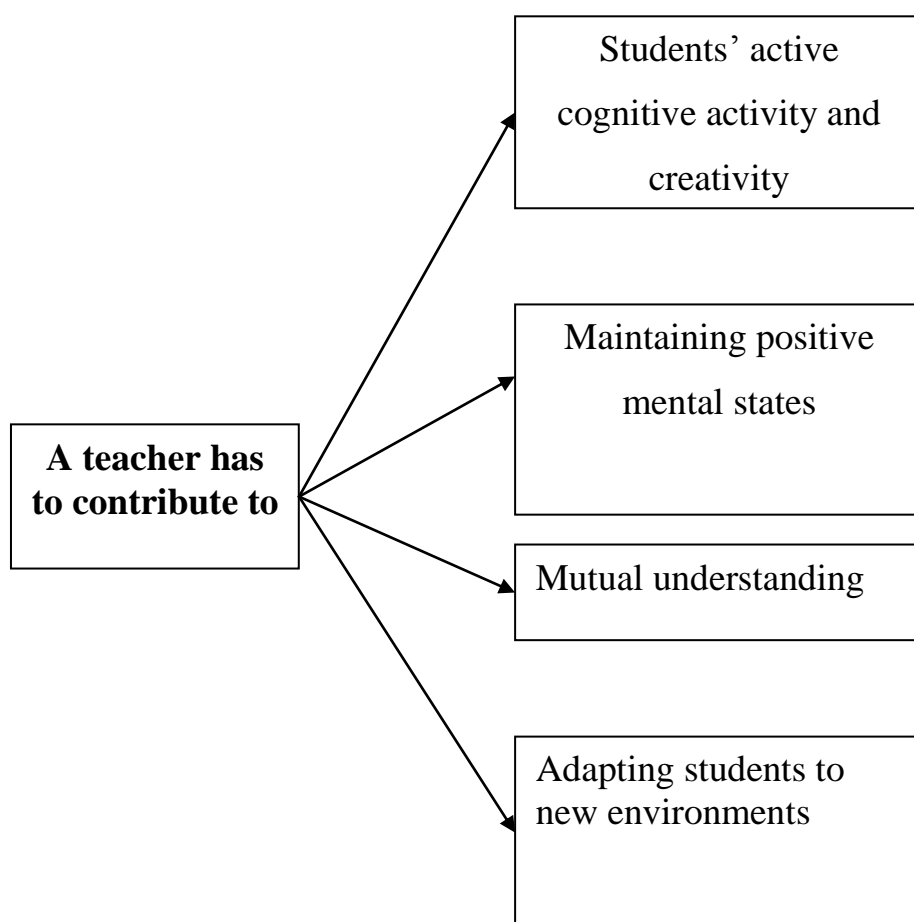 Students’ active
cognitive activity and
creativity
Maintaining positive
mental states
A teacher has
to contribute to
Mutual understanding
Adapting students to
new environments